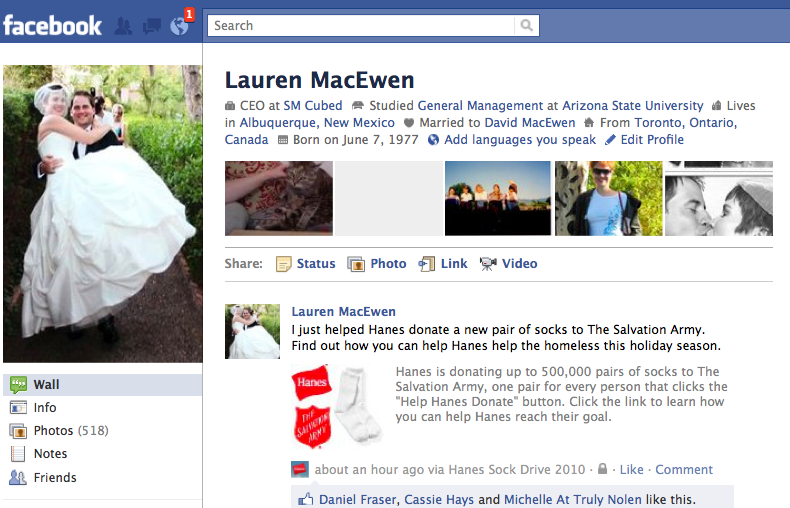 facebook
1
Search
Lauren MacEwen
CEO at SM Cubed Studied General Management at Arizona State University Lives
in Albuquerque, New Mexico Married to David MacEwen From Toronto, Ontario,
Canada Born on June 7, 1977 Add languages you speak Edit Profile
Share: Status Photo Link Video
Lauren MacEwen
I just helped Hanes donate a new pair of socks to The Salvation Army.
Find out how you can help Hanes help the homeless this holiday season.
Hanes
THE
SALVATION
ARMY
Hanes is donating up to 500,000 pairs of socks to The
Salvation Army, one pair for every person that clicks the
"Help Hanes Donate" button. Click the link to learn how
you can help Hanes reach their goal.
about an hour ago via Hanes Sock Drive 2010 · · Like · Comment
Daniel Fraser, Cassie Hays and Michelle At Truly Nolen like this.
Wall
Info
Photos (518)
Notes
Friends